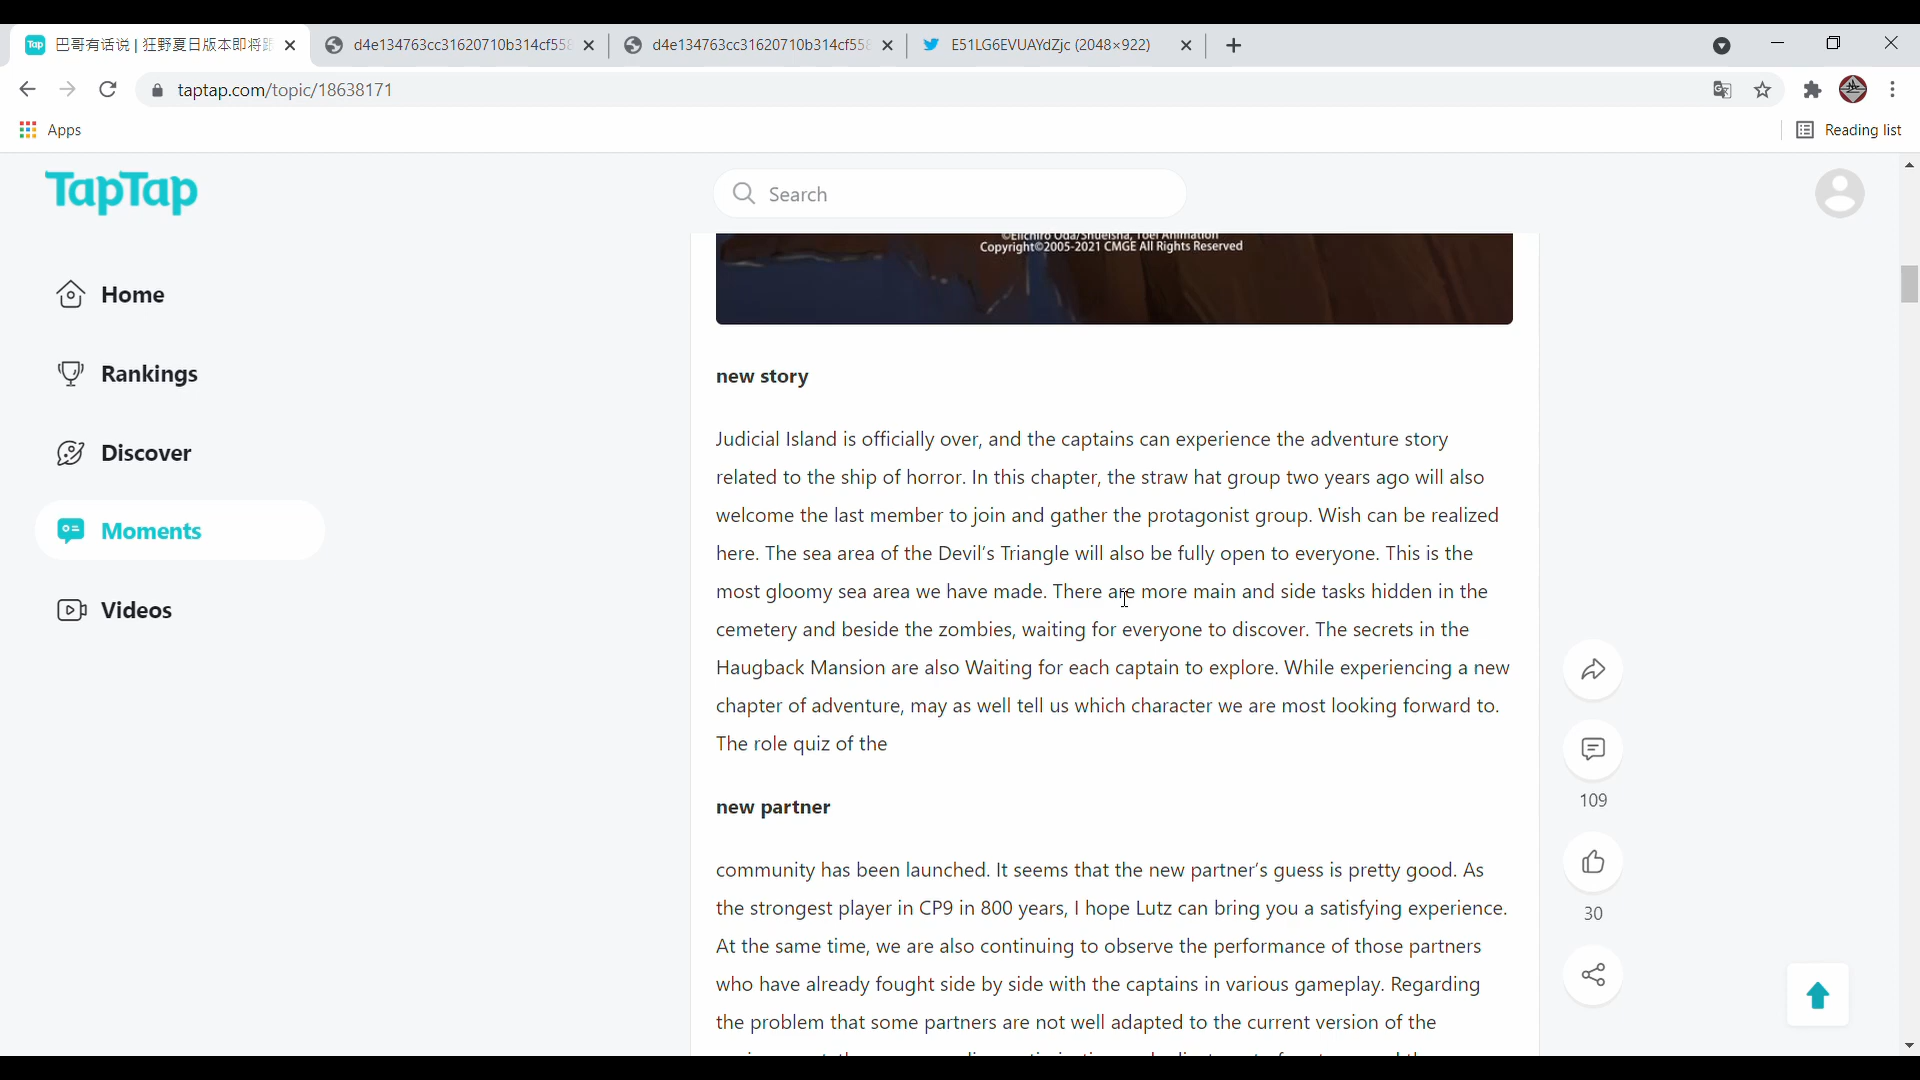 巴哥有话说 | 狂野夏日版本即将
d4e134763cc31620710b314cf558
d4e134763cc31620710b314cf558
E51LG6EVUAYdZjc (2048×922)
taptap.com/topic/18638171
Apps
Reading list
Tap
TapTap
Search
©Eiichiro Oda/Shueisha, Toei Animation
Copyright©2005-2021 CMGE All Rights Reserved
Home
Rankings
Discover
Moments
Videos
new story
Judicial Island is officially over, and the captains can experience the adventure story
related to the ship of horror. In this chapter, the straw hat group two years ago will also
welcome the last member to join and gather the protagonist group. Wish can be realized
here. The sea area of the Devil's Triangle will also be fully open to everyone. This is the
most gloomy sea area we have made. There are more main and side tasks hidden in the
cemetery and beside the zombies, waiting for everyone to discover. The secrets in the
Haugback Mansion are also Waiting for each captain to explore. While experiencing a new
chapter of adventure, may as well tell us which character we are most looking forward to.
The role quiz of the
new partner
community has been launched. It seems that the new partner's guess is pretty good. As
the strongest player in CP9 in 800 years, I hope Lutz can bring you a satisfying experience.
At the same time, we are also continuing to observe the performance of those partners
who have already fought side by side with the captains in various gameplay. Regarding
the problem that some partners are not well adapted to the current version of the
109
30